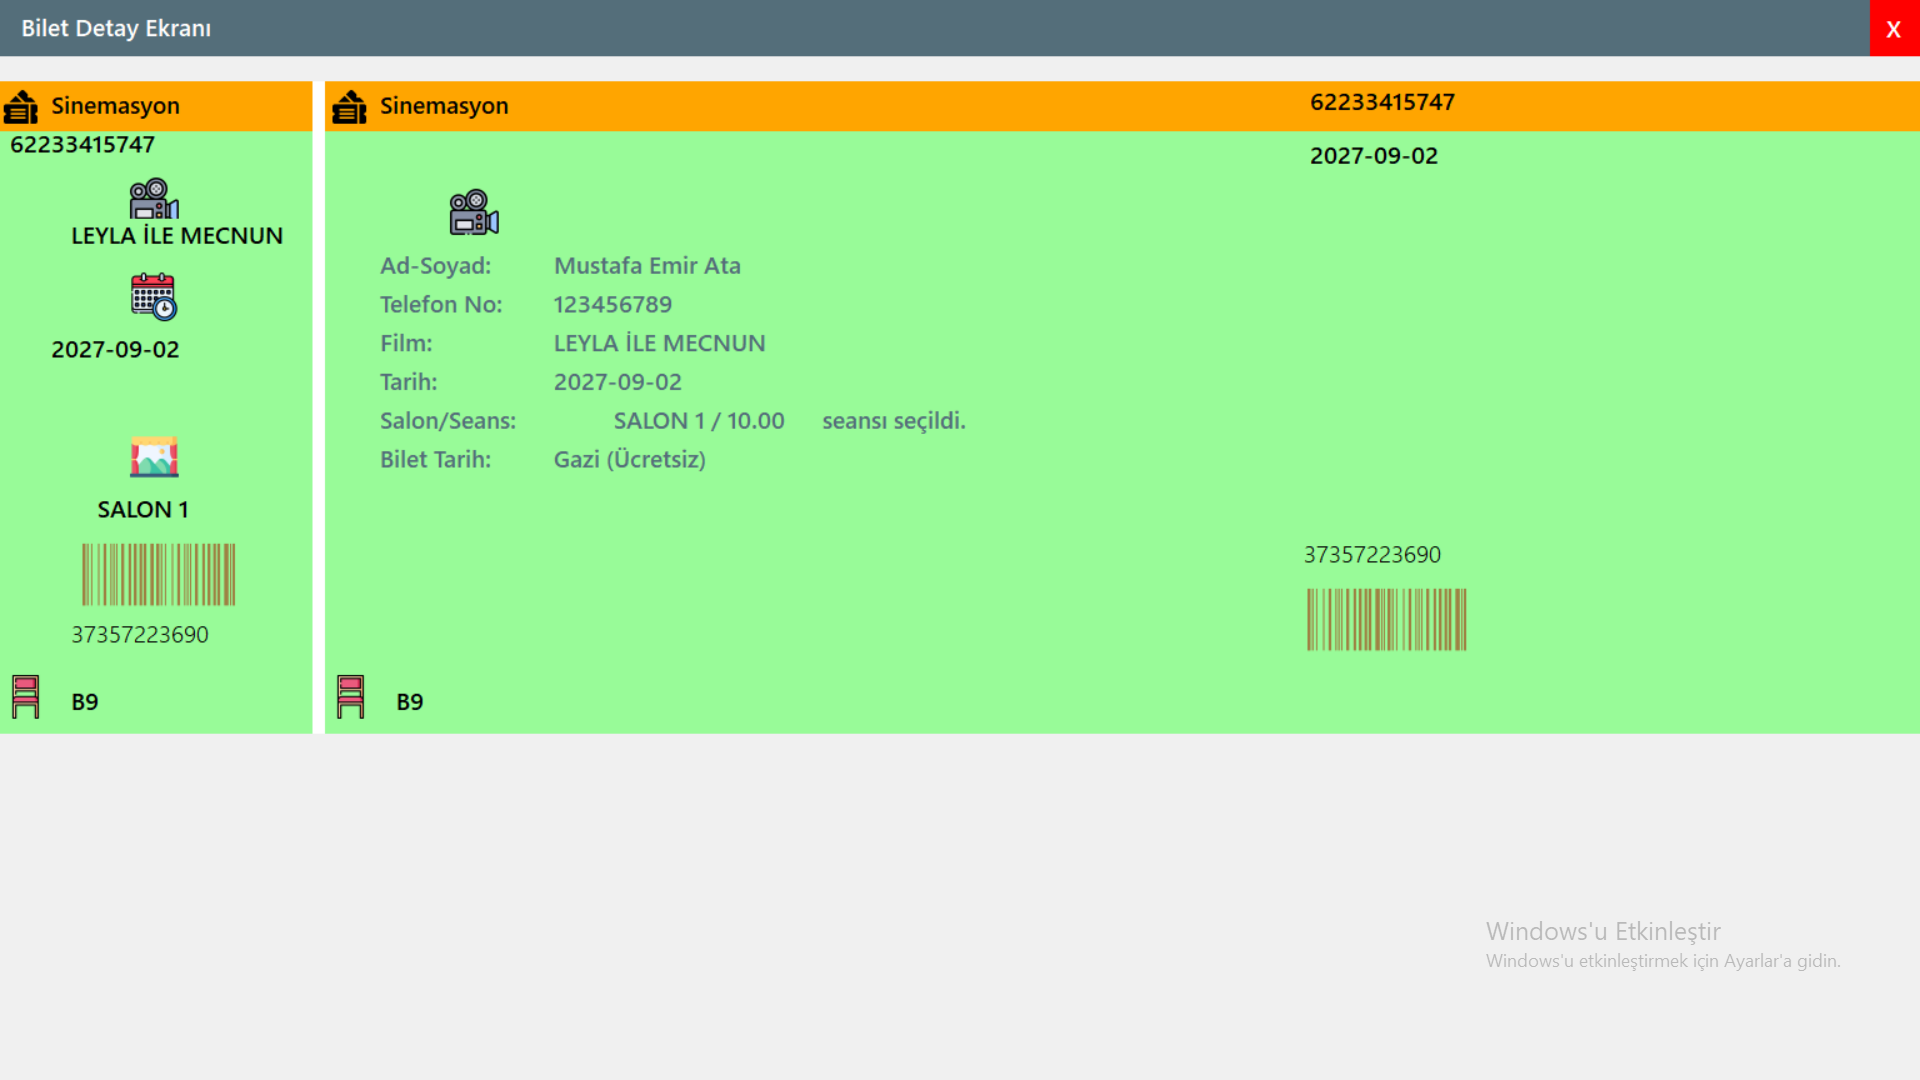 Bilet Detay Ekranı
X
Sinemasyon
62233415747
LEYLA İLE MECNUN
2027-09-02
SALON 1
37357223690
B9
Sinemasyon
62233415747
2027-09-02
Ad-Soyad: Mustafa Emir Ata
Telefon No: 123456789
Film: LEYLA İLE MECNUN
Tarih: 2027-09-02
Salon/Seans: SALON 1 / 10.00 seansı seçildi.
Bilet Tarih: Gazi (Ücretsiz)
37357223690
B9
Windows'u Etkinleştir
Windows'u etkinleştirmek için Ayarlar'a gidin.